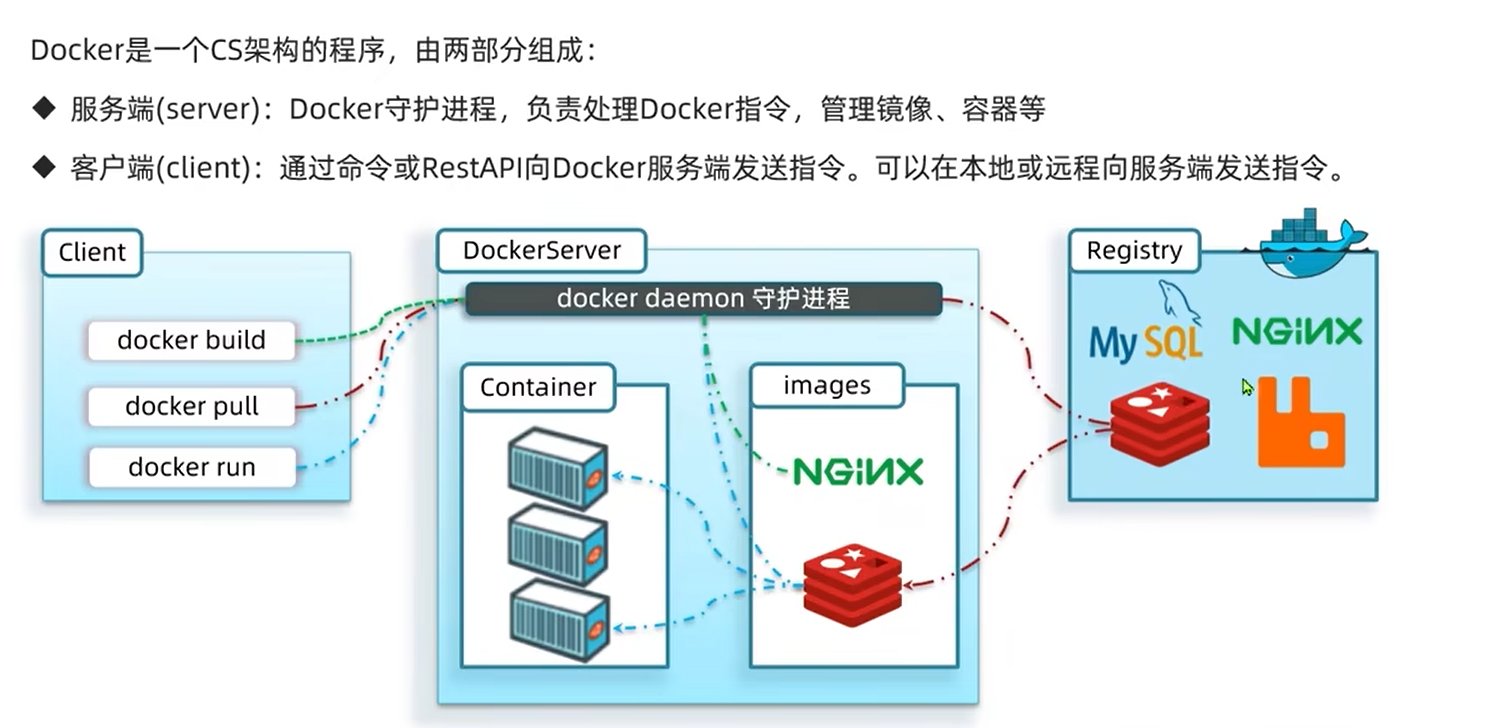 Docker是一个CS架构的程序，由两部分组成：
◆ 服务端(server)：Docker守护进程，负责处理Docker指令，管理镜像、容器等
◆ 客户端(client)：通过命令或RestAPI向Docker服务端发送指令。可以在本地或远程向服务端发送指令。
Client
docker build
docker pull
docker run
DockerServer
docker daemon 守护进程
Container
images
NGiNX
Registry
MySQL
NGiNX